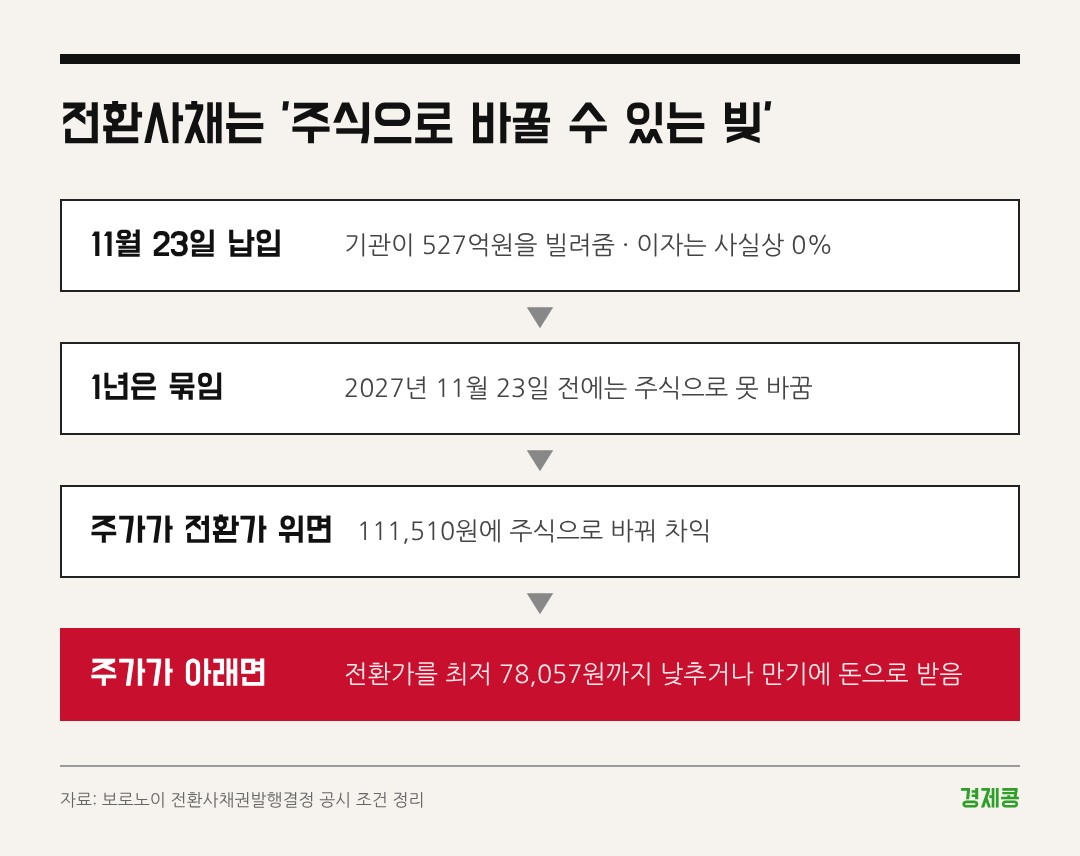 전환사채는 '주식으로 바꿀 수 있는 빚'
11월 23일 납입 기관이 527억원을 빌려줌 · 이자는 사실상 0%
1년은 묶임 2027년 11월 23일 전에는 주식으로 못 바꿈
주가가 전환가 위면 111,510원에 주식으로 바꿔 차익
주가가 아래면 전환가를 최저 78,057원까지 낮추거나 만기에 돈으로 받음
자료: 보로노이 전환사채권발행결정 공시 조건 정리
경제콩